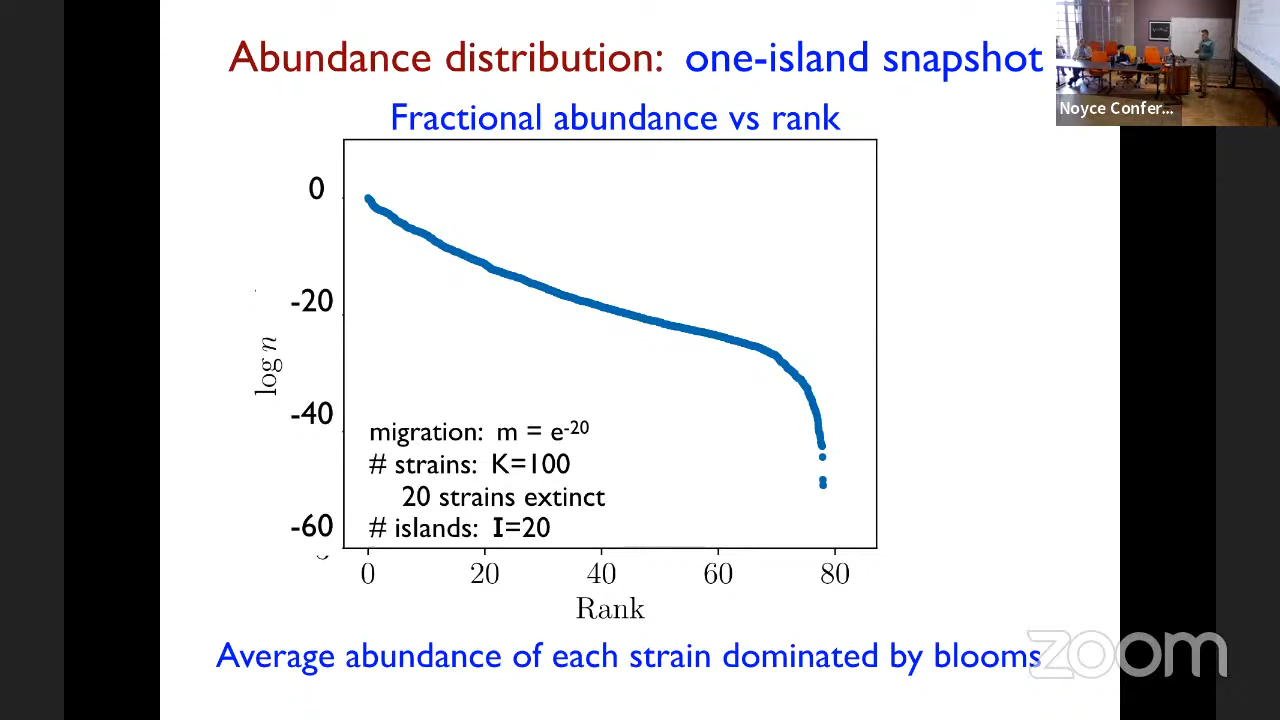 Abundance distribution: one-island snapshot
Fractional abundance vs rank
Noyce Confer...
0
-20
-40
-60
log n
migration: m = e-20
# strains: K=100
20 strains extinct
# islands: I=20
0 20 40 60 80
Rank
Average abundance of each strain dominated by blooms
zoom